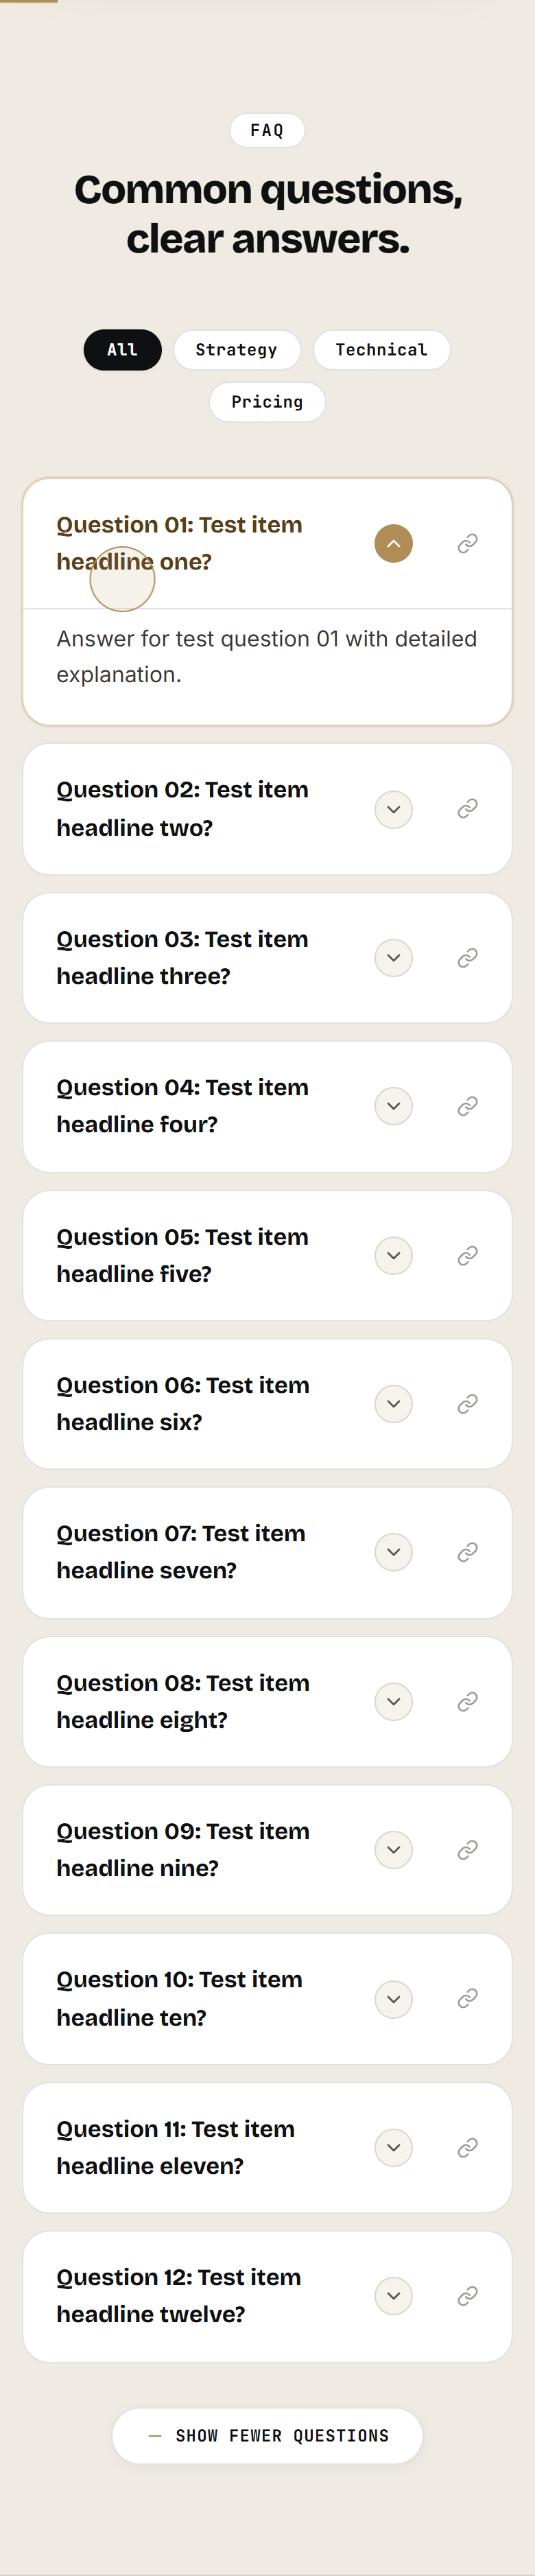 FAQ
Common questions,
clear answers.
All
Strategy
Technical
Pricing
Question 01: Test item
headline one?
Answer for test question 01 with detailed
explanation.
Question 02: Test item
headline two?
Question 03: Test item
headline three?
Question 04: Test item
headline four?
Question 05: Test item
headline five?
Question 06: Test item
headline six?
Question 07: Test item
headline seven?
Question 08: Test item
headline eight?
Question 09: Test item
headline nine?
Question 10: Test item
headline ten?
Question 11: Test item
headline eleven?
Question 12: Test item
headline twelve?
— SHOW FEWER QUESTIONS